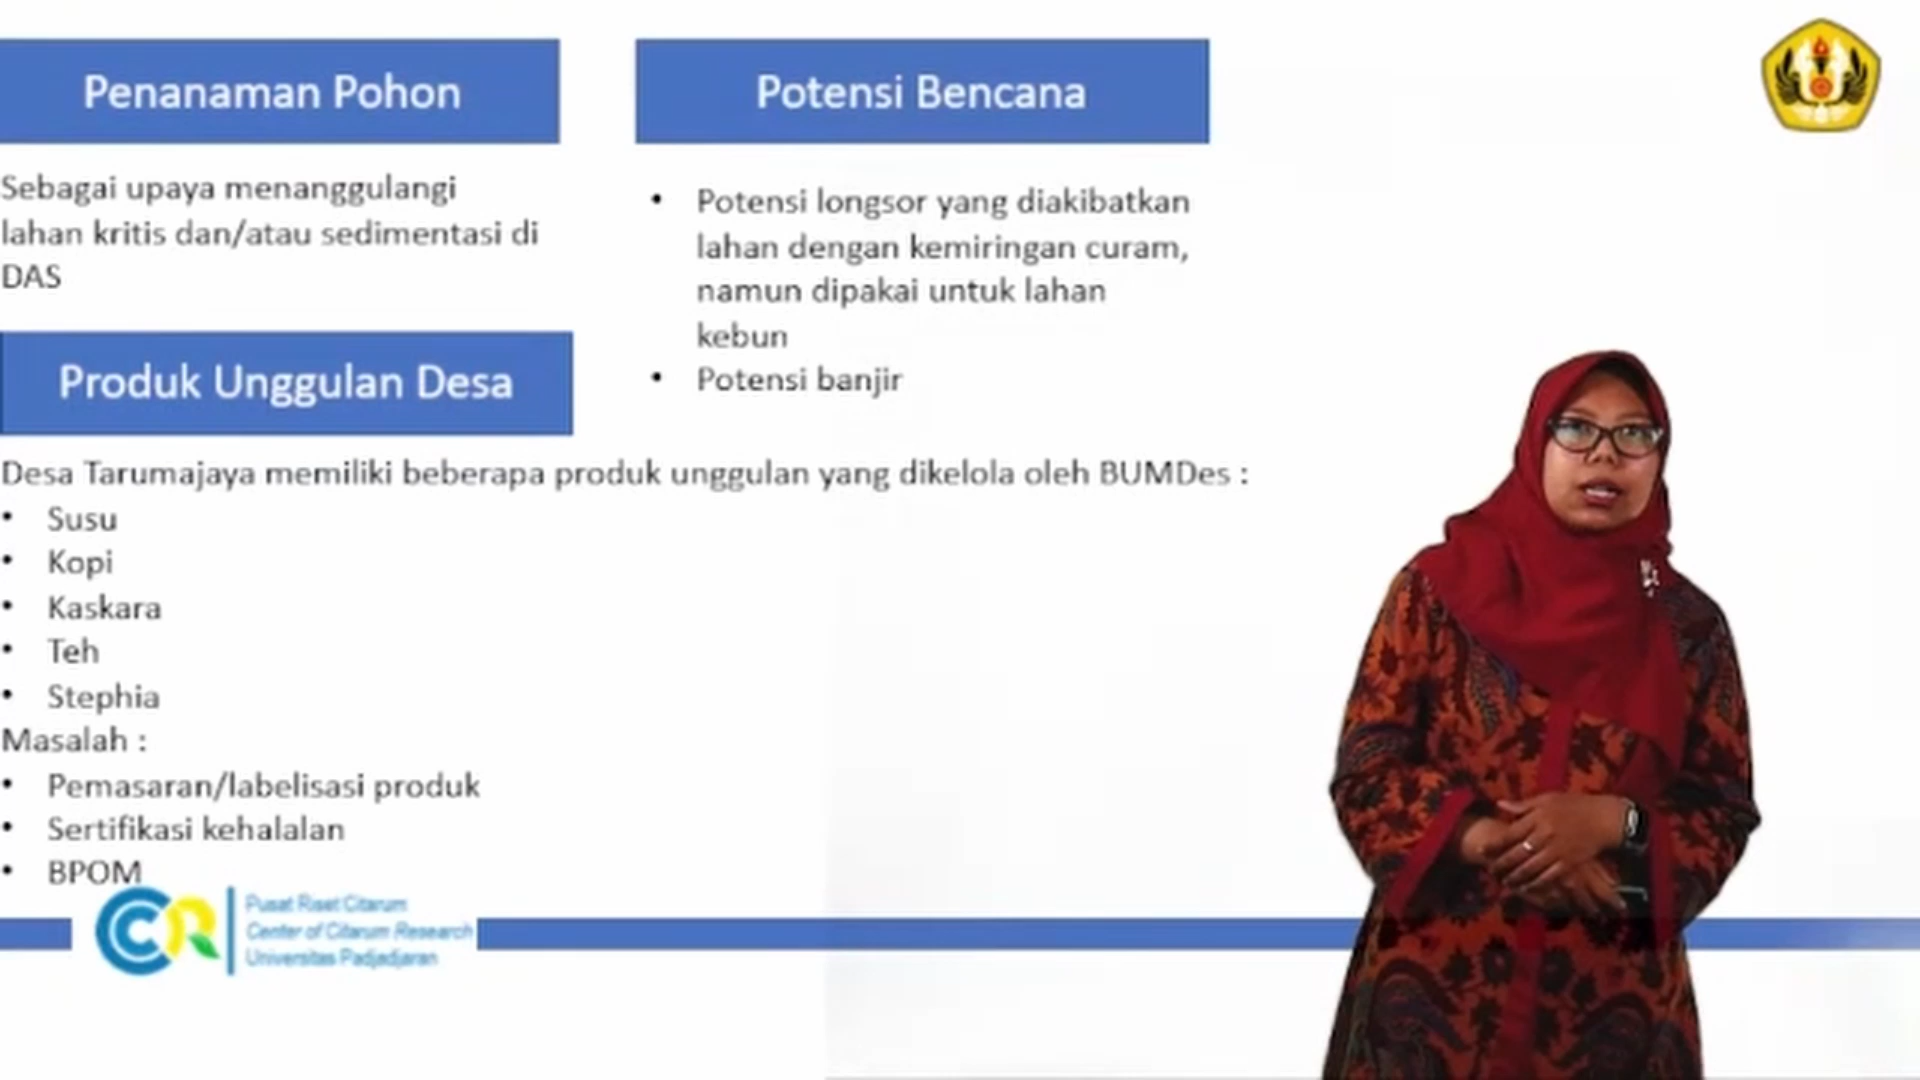 Penanaman Pohon
Sebagai upaya menanggulangi
lahan kritis dan/atau sedimentasi di
DAS
Potensi Bencana
• Potensi longsor yang diakibatkan
lahan dengan kemiringan curam,
namun dipakai untuk lahan
kebun
• Potensi banjir
Produk Unggulan Desa
Desa Tarumajaya memiliki beberapa produk unggulan yang dikelola oleh BUMDes :
• Susu
• Kopi
• Kaskara
• Teh
• Stephia
Masalah :
• Pemasaran/labelisasi produk
• Sertifikasi kehalalan
• BPOM
CR
Pusat Riset Citarum
Center of Citarum Research
Universitas Padjadjaran